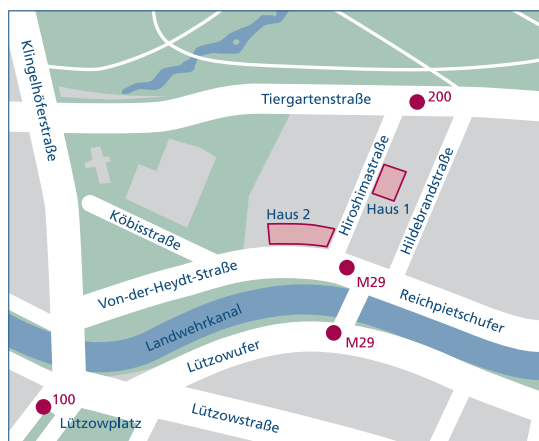 Klingelhöferstraße
Tiergartenstraße
200
Hiroshimastraße
Haus 1
Hildebrandstraße
Haus 2
Köbisstraße
Von-der-Heydt-Straße
M29
Reichpietschufer
Landwehrkanal
M29
Lützowufer
100
Lützowplatz
Lützowstraße